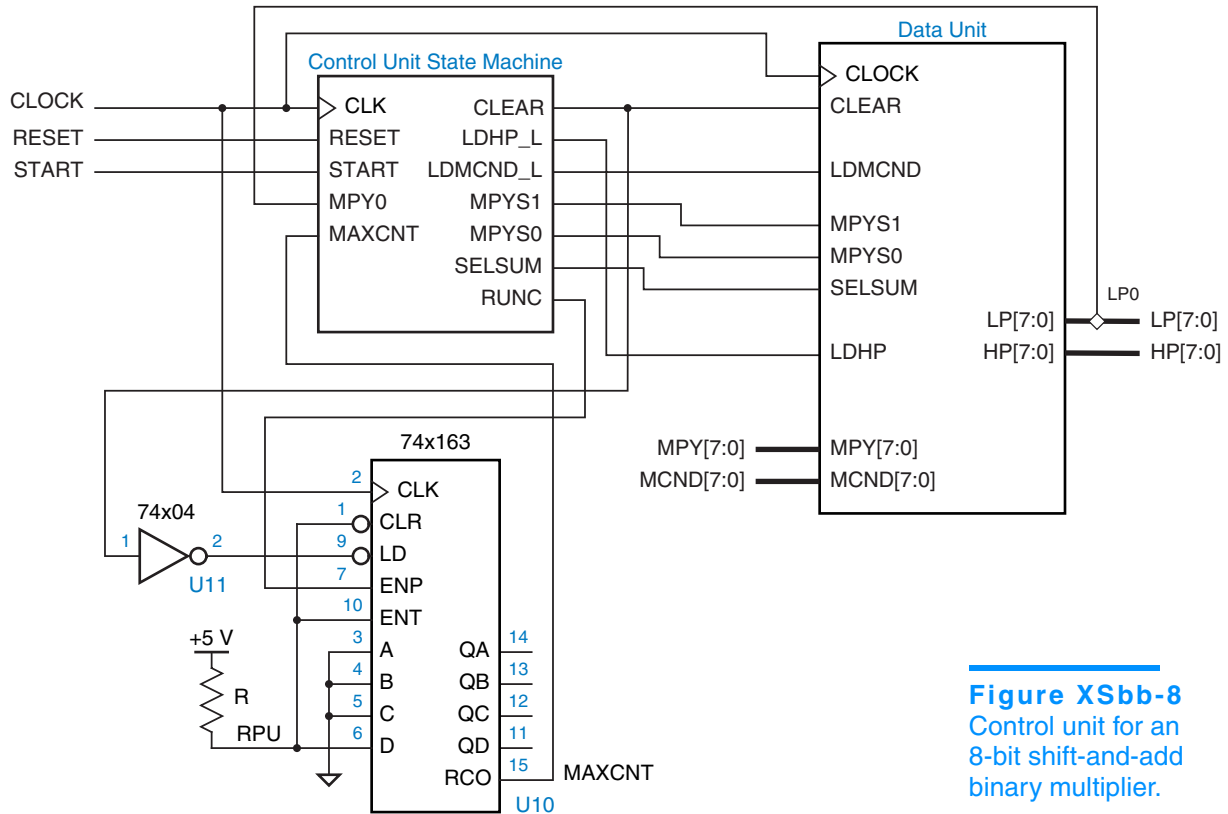 Data Unit
Control Unit State Machine
CLOCK
RESET
START
CLK
RESET
START
MPY0
MAXCNT
CLEAR
LDHP_L
LDMCND_L
MPYS1
MPYS0
SELSUM
RUNC
CLOCK
CLEAR
LDMCND
MPYS1
MPYS0
SELSUM
LDHP
LP[7:0]
HP[7:0]
LP0
LP[7:0]
HP[7:0]
MPY[7:0]
MCND[7:0]
MPY[7:0]
MCND[7:0]
74x163
74x04
1
2
U11
+5 V
R
RPU
2
1
9
7
10
3
4
5
6
CLK
CLR
LD
ENP
ENT
A
B
C
D
QA
QB
QC
QD
RCO
14
13
12
11
15
MAXCNT
U10
Figure XSbb-8
Control unit for an
8-bit shift-and-add
binary multiplier.